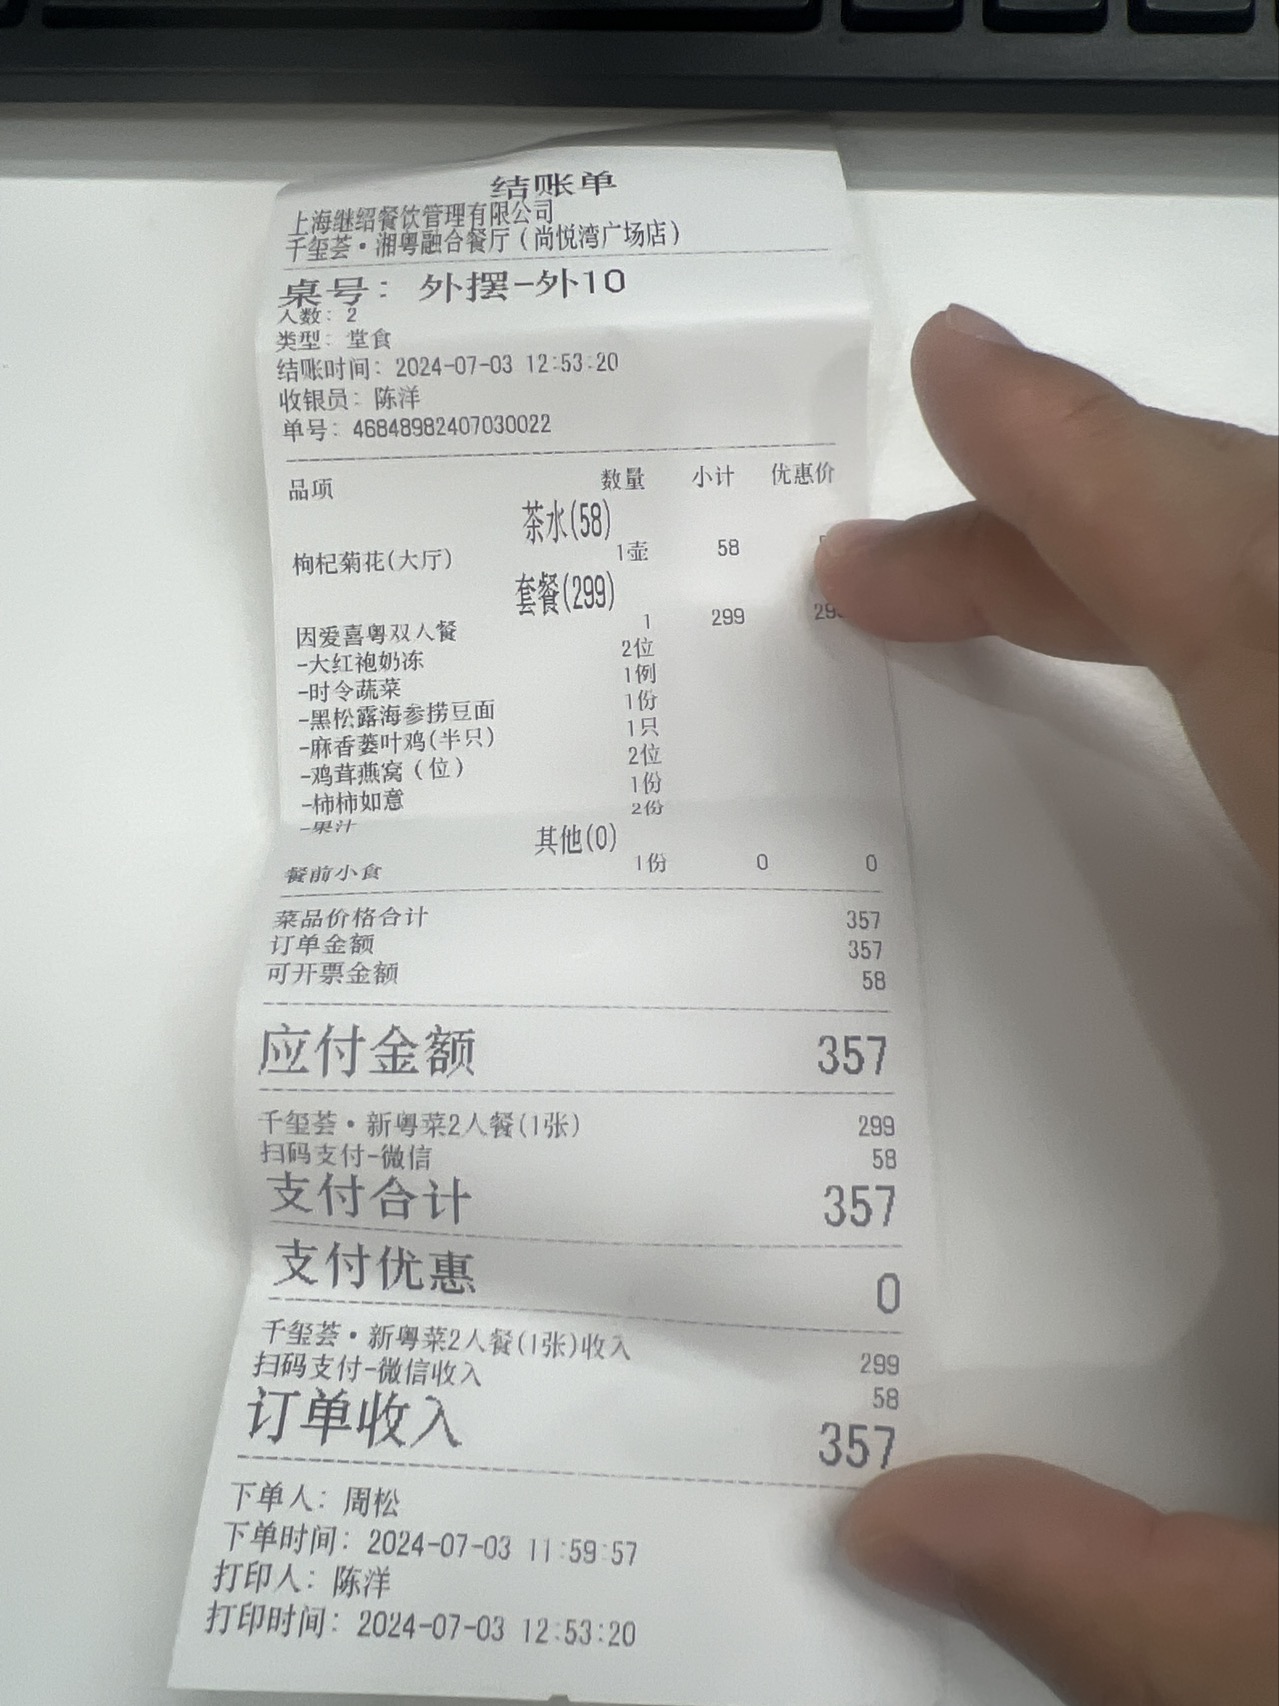 结账单
上海继绍餐饮管理有限公司
千玺荟·湘粤融合餐厅(尚悦湾广场店)
桌号: 外摆-外10
人数: 2
类型: 堂食
结账时间: 2024-07-03 12:53:20
收银员: 陈洋
单号: 46848982407030022
品项 数量 小计 优惠价
茶水(58)
枸杞菊花(大厅) 1壶 58
套餐(299)
因爱喜粤双人餐 1 299 299
-大红袍奶冻 2位
-时令蔬菜 1例
-黑松露海参捞豆面 1份
-麻香蒌叶鸡(半只) 1只
-鸡茸燕窝(位) 2位
-柿柿如意 1份
-果汁 2份
其他(0)
餐前小食 1份 0 0
菜品价格合计 357
订单金额 357
可开票金额 58
应付金额 357
千玺荟·新粤菜2人餐(1张) 299
扫码支付-微信 58
支付合计 357
支付优惠 0
千玺荟·新粤菜2人餐(1张)收入 299
扫码支付-微信收入 58
订单收入 357
下单人: 周松
下单时间: 2024-07-03 11:59:57
打印人: 陈洋
打印时间: 2024-07-03 12:53:20